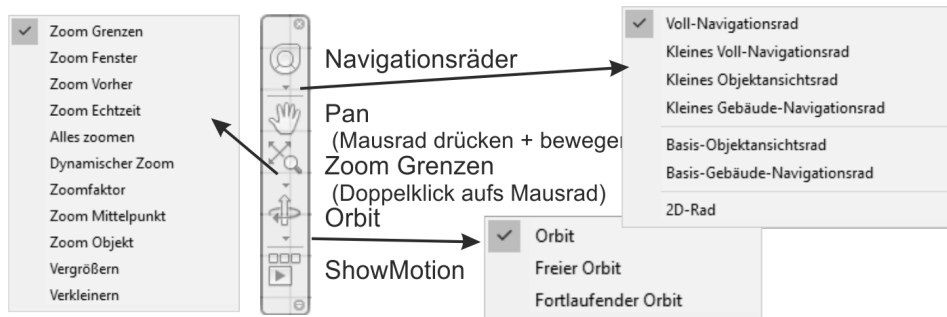 Zoom Grenzen
Zoom Fenster
Zoom Vorher
Zoom Echtzeit
Alles zoomen
Dynamischer Zoom
Zoomfaktor
Zoom Mittelpunkt
Zoom Objekt
Vergrößern
Verkleinern
Navigationsräder
Pan
(Mausrad drücken + beweger
Zoom Grenzen
(Doppelklick aufs Mausrad)
Orbit
ShowMotion
Voll-Navigationsrad
Kleines Voll-Navigationsrad
Kleines Objektansichtsrad
Kleines Gebäude-Navigationsrad
Basis-Objektansichtsrad
Basis-Gebäude-Navigationsrad
2D-Rad
Orbit
Freier Orbit
Fortlaufender Orbit